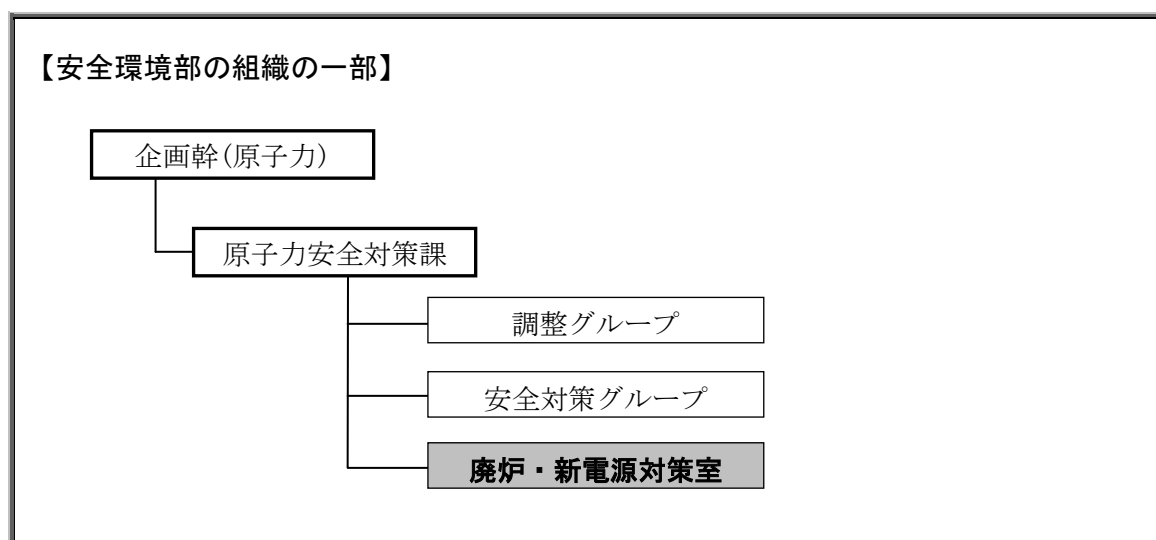 【安全環境部の組織の一部】
企画幹(原子力)
原子力安全対策課
調整グループ
安全対策グループ
廃炉・新電源対策室